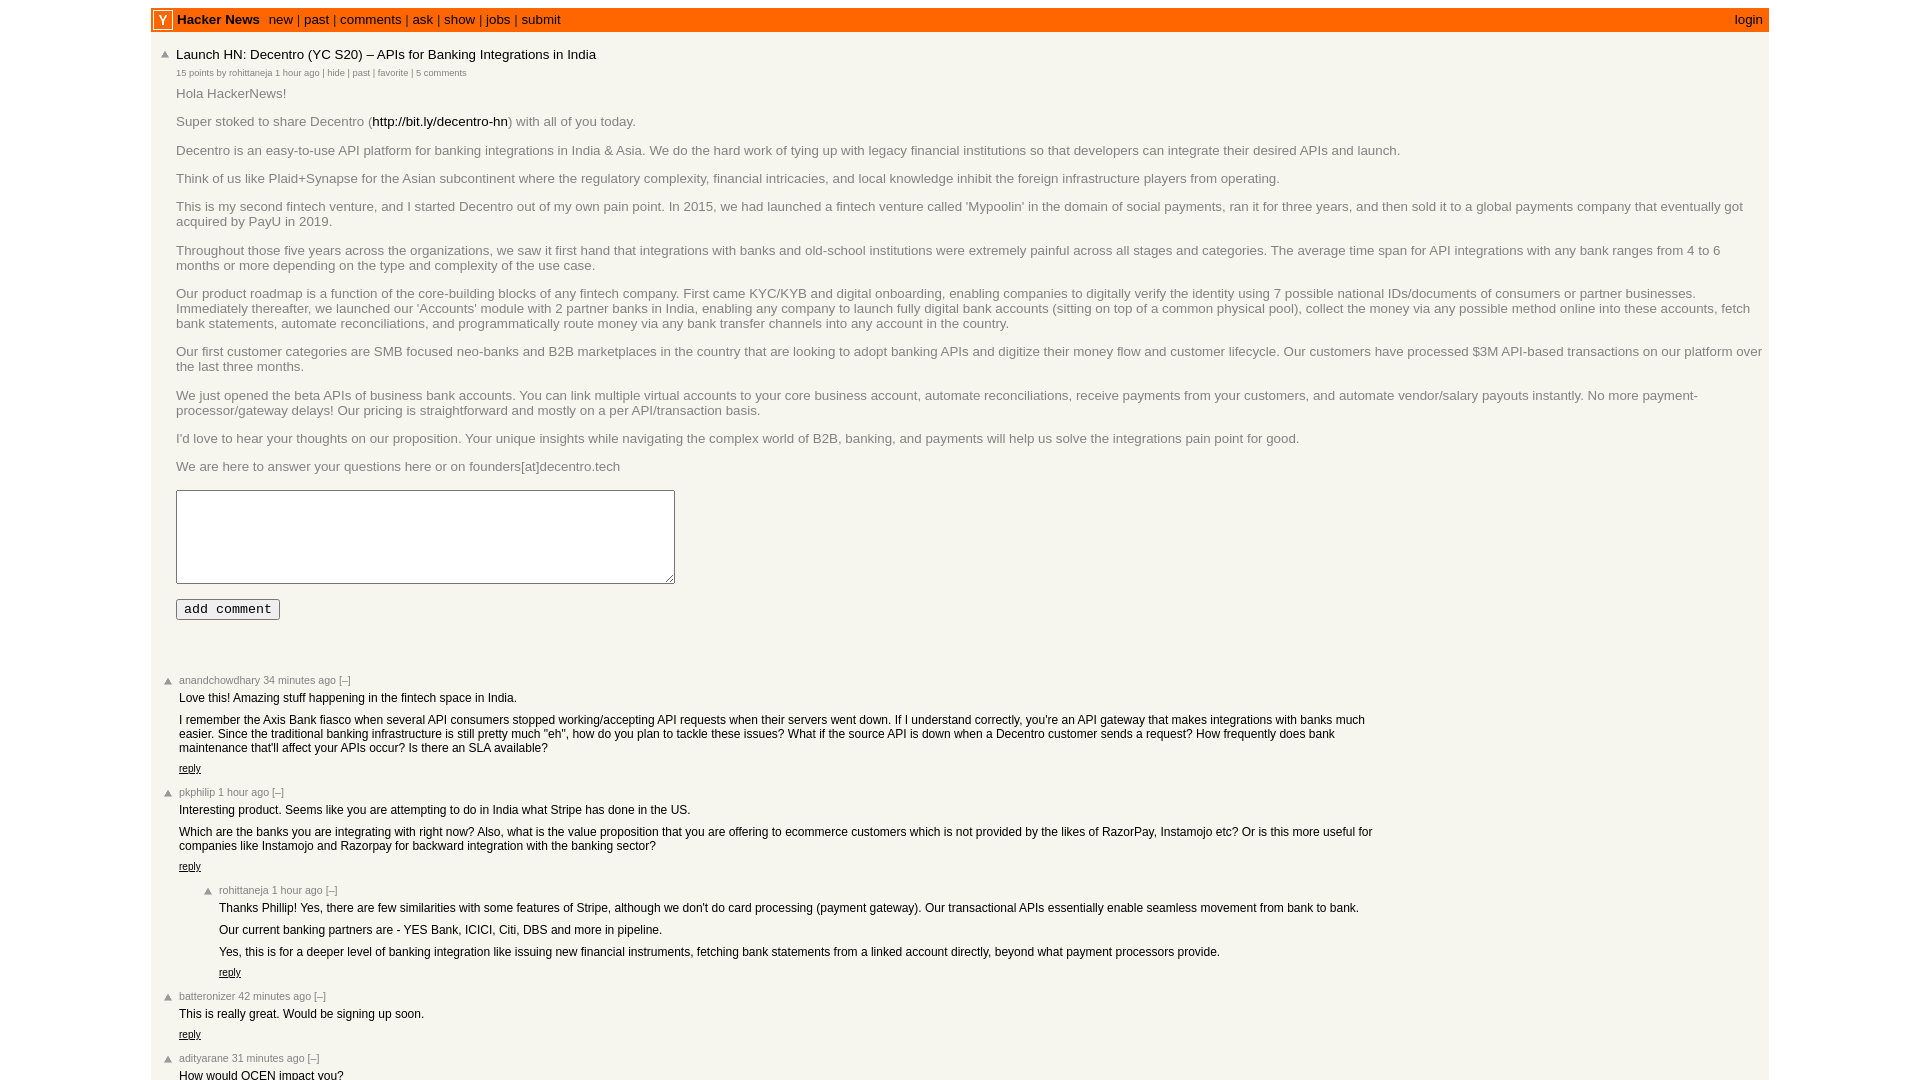 Y Hacker News new | past | comments | ask | show | jobs | submit login
Launch HN: Decentro (YC S20) – APIs for Banking Integrations in India
15 points by rohittaneja 1 hour ago | hide | past | favorite | 5 comments
Hola HackerNews!
Super stoked to share Decentro (http://bit.ly/decentro-hn) with all of you today.
Decentro is an easy-to-use API platform for banking integrations in India & Asia. We do the hard work of tying up with legacy financial institutions so that developers can integrate their desired APIs and launch.
Think of us like Plaid+Synapse for the Asian subcontinent where the regulatory complexity, financial intricacies, and local knowledge inhibit the foreign infrastructure players from operating.
This is my second fintech venture, and I started Decentro out of my own pain point. In 2015, we had launched a fintech venture called 'Mypoolin' in the domain of social payments, ran it for three years, and then sold it to a global payments company that eventually got
acquired by PayU in 2019.
Throughout those five years across the organizations, we saw it first hand that integrations with banks and old-school institutions were extremely painful across all stages and categories. The average time span for API integrations with any bank ranges from 4 to 6
months or more depending on the type and complexity of the use case.
Our product roadmap is a function of the core-building blocks of any fintech company. First came KYC/KYB and digital onboarding, enabling companies to digitally verify the identity using 7 possible national IDs/documents of consumers or partner businesses.
Immediately thereafter, we launched our 'Accounts' module with 2 partner banks in India, enabling any company to launch fully digital bank accounts (sitting on top of a common physical pool), collect the money via any possible method online into these accounts, fetch
bank statements, automate reconciliations, and programmatically route money via any bank transfer channels into any account in the country.
Our first customer categories are SMB focused neo-banks and B2B marketplaces in the country that are looking to adopt banking APIs and digitize their money flow and customer lifecycle. Our customers have processed $3M API-based transactions on our platform over
the last three months.
We just opened the beta APIs of business bank accounts. You can link multiple virtual accounts to your core business account, automate reconciliations, receive payments from your customers, and automate vendor/salary payouts instantly. No more payment-
processor/gateway delays! Our pricing is straightforward and mostly on a per API/transaction basis.
I'd love to hear your thoughts on our proposition. Your unique insights while navigating the complex world of B2B, banking, and payments will help us solve the integrations pain point for good.
We are here to answer your questions here or on founders[at]decentro.tech
add comment
anandchowdhary 34 minutes ago [–]
Love this! Amazing stuff happening in the fintech space in India.
I remember the Axis Bank fiasco when several API consumers stopped working/accepting API requests when their servers went down. If I understand correctly, you're an API gateway that makes integrations with banks much
easier. Since the traditional banking infrastructure is still pretty much "eh", how do you plan to tackle these issues? What if the source API is down when a Decentro customer sends a request? How frequently does bank
maintenance that'll affect your APIs occur? Is there an SLA available?
reply
pkphilip 1 hour ago [–]
Interesting product. Seems like you are attempting to do in India what Stripe has done in the US.
Which are the banks you are integrating with right now? Also, what is the value proposition that you are offering to ecommerce customers which is not provided by the likes of RazorPay, Instamojo etc? Or is this more useful for
companies like Instamojo and Razorpay for backward integration with the banking sector?
reply
rohittaneja 1 hour ago [–]
Thanks Phillip! Yes, there are few similarities with some features of Stripe, although we don't do card processing (payment gateway). Our transactional APIs essentially enable seamless movement from bank to bank.
Our current banking partners are - YES Bank, ICICI, Citi, DBS and more in pipeline.
Yes, this is for a deeper level of banking integration like issuing new financial instruments, fetching bank statements from a linked account directly, beyond what payment processors provide.
reply
batteronizer 42 minutes ago [–]
This is really great. Would be signing up soon.
reply
adityarane 31 minutes ago [–]
How would OCEN impact you?